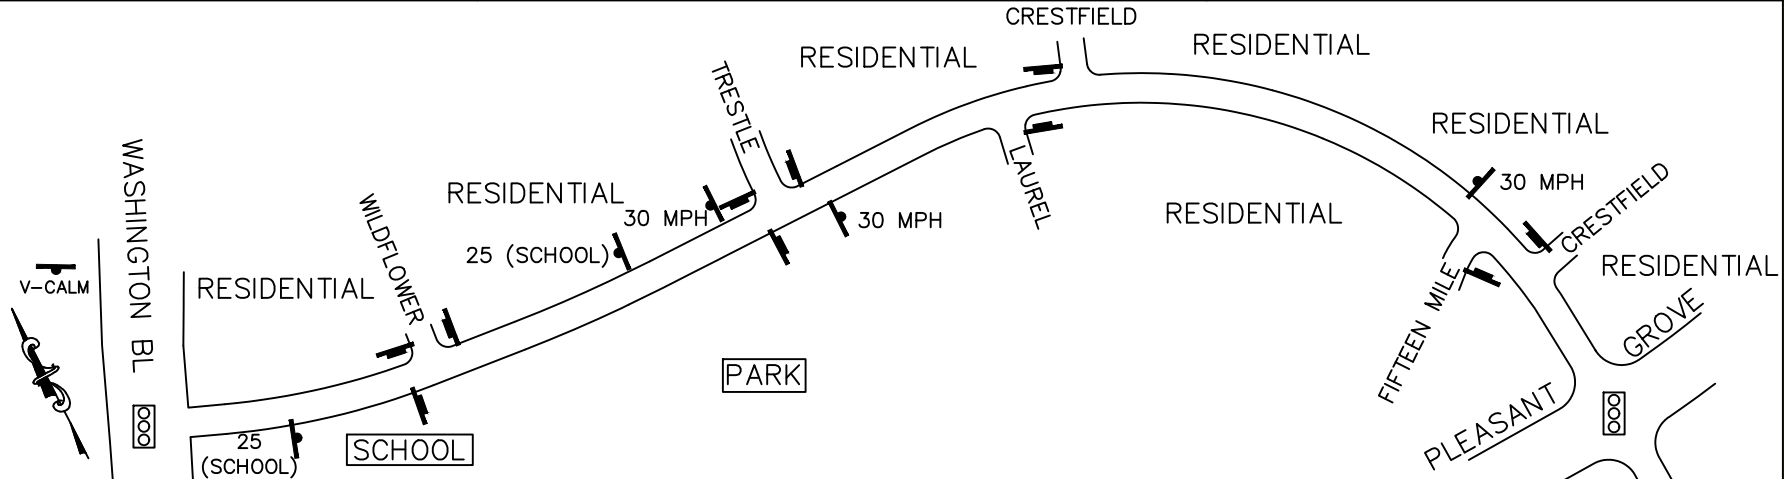 CRESTFIELD
RESIDENTIAL
RESIDENTIAL
TRESTLE
RESIDENTIAL
WASHINGTON BL
LAUREL
RESIDENTIAL
30 MPH
CRESTFIELD
WILDFLOWER
30 MPH
30 MPH
RESIDENTIAL
25 (SCHOOL)
V-CALM
RESIDENTIAL
FIFTEEN MILE
RESIDENTIAL
GROVE
PARK
PLEASANT
25
(SCHOOL)
SCHOOL